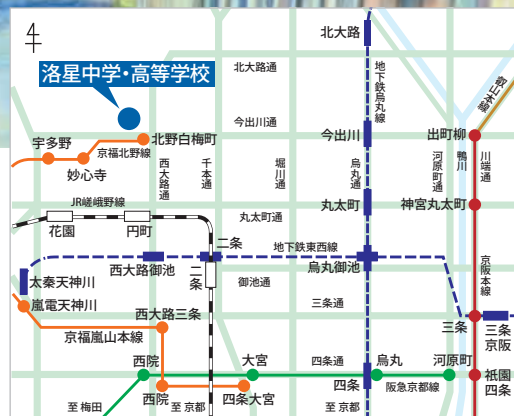 北大路
洛星中学・高等学校
北大路通
地下鉄烏丸線
叡山本線
今出川通
北野白梅町
今出川
出町柳
宇多野
京福北野線
妙心寺
西大路通
千本通
堀川通
烏丸通
河原町通
鴨川
川端通
JR嵯峨野線
丸太町
神宮丸太町
花園
円町
丸太町通
二条
地下鉄東西線
西大路御池
二条
御池通
烏丸御池
京阪本線
太秦天神川
嵐電天神川
西大路三条
三条通
三条
三条京阪
京福嵐山本線
西院
大宮
四条通
烏丸
河原町
西院
四条大宮
四条
阪急京都線
祇園四条
至 梅田
至 京都
至 京都